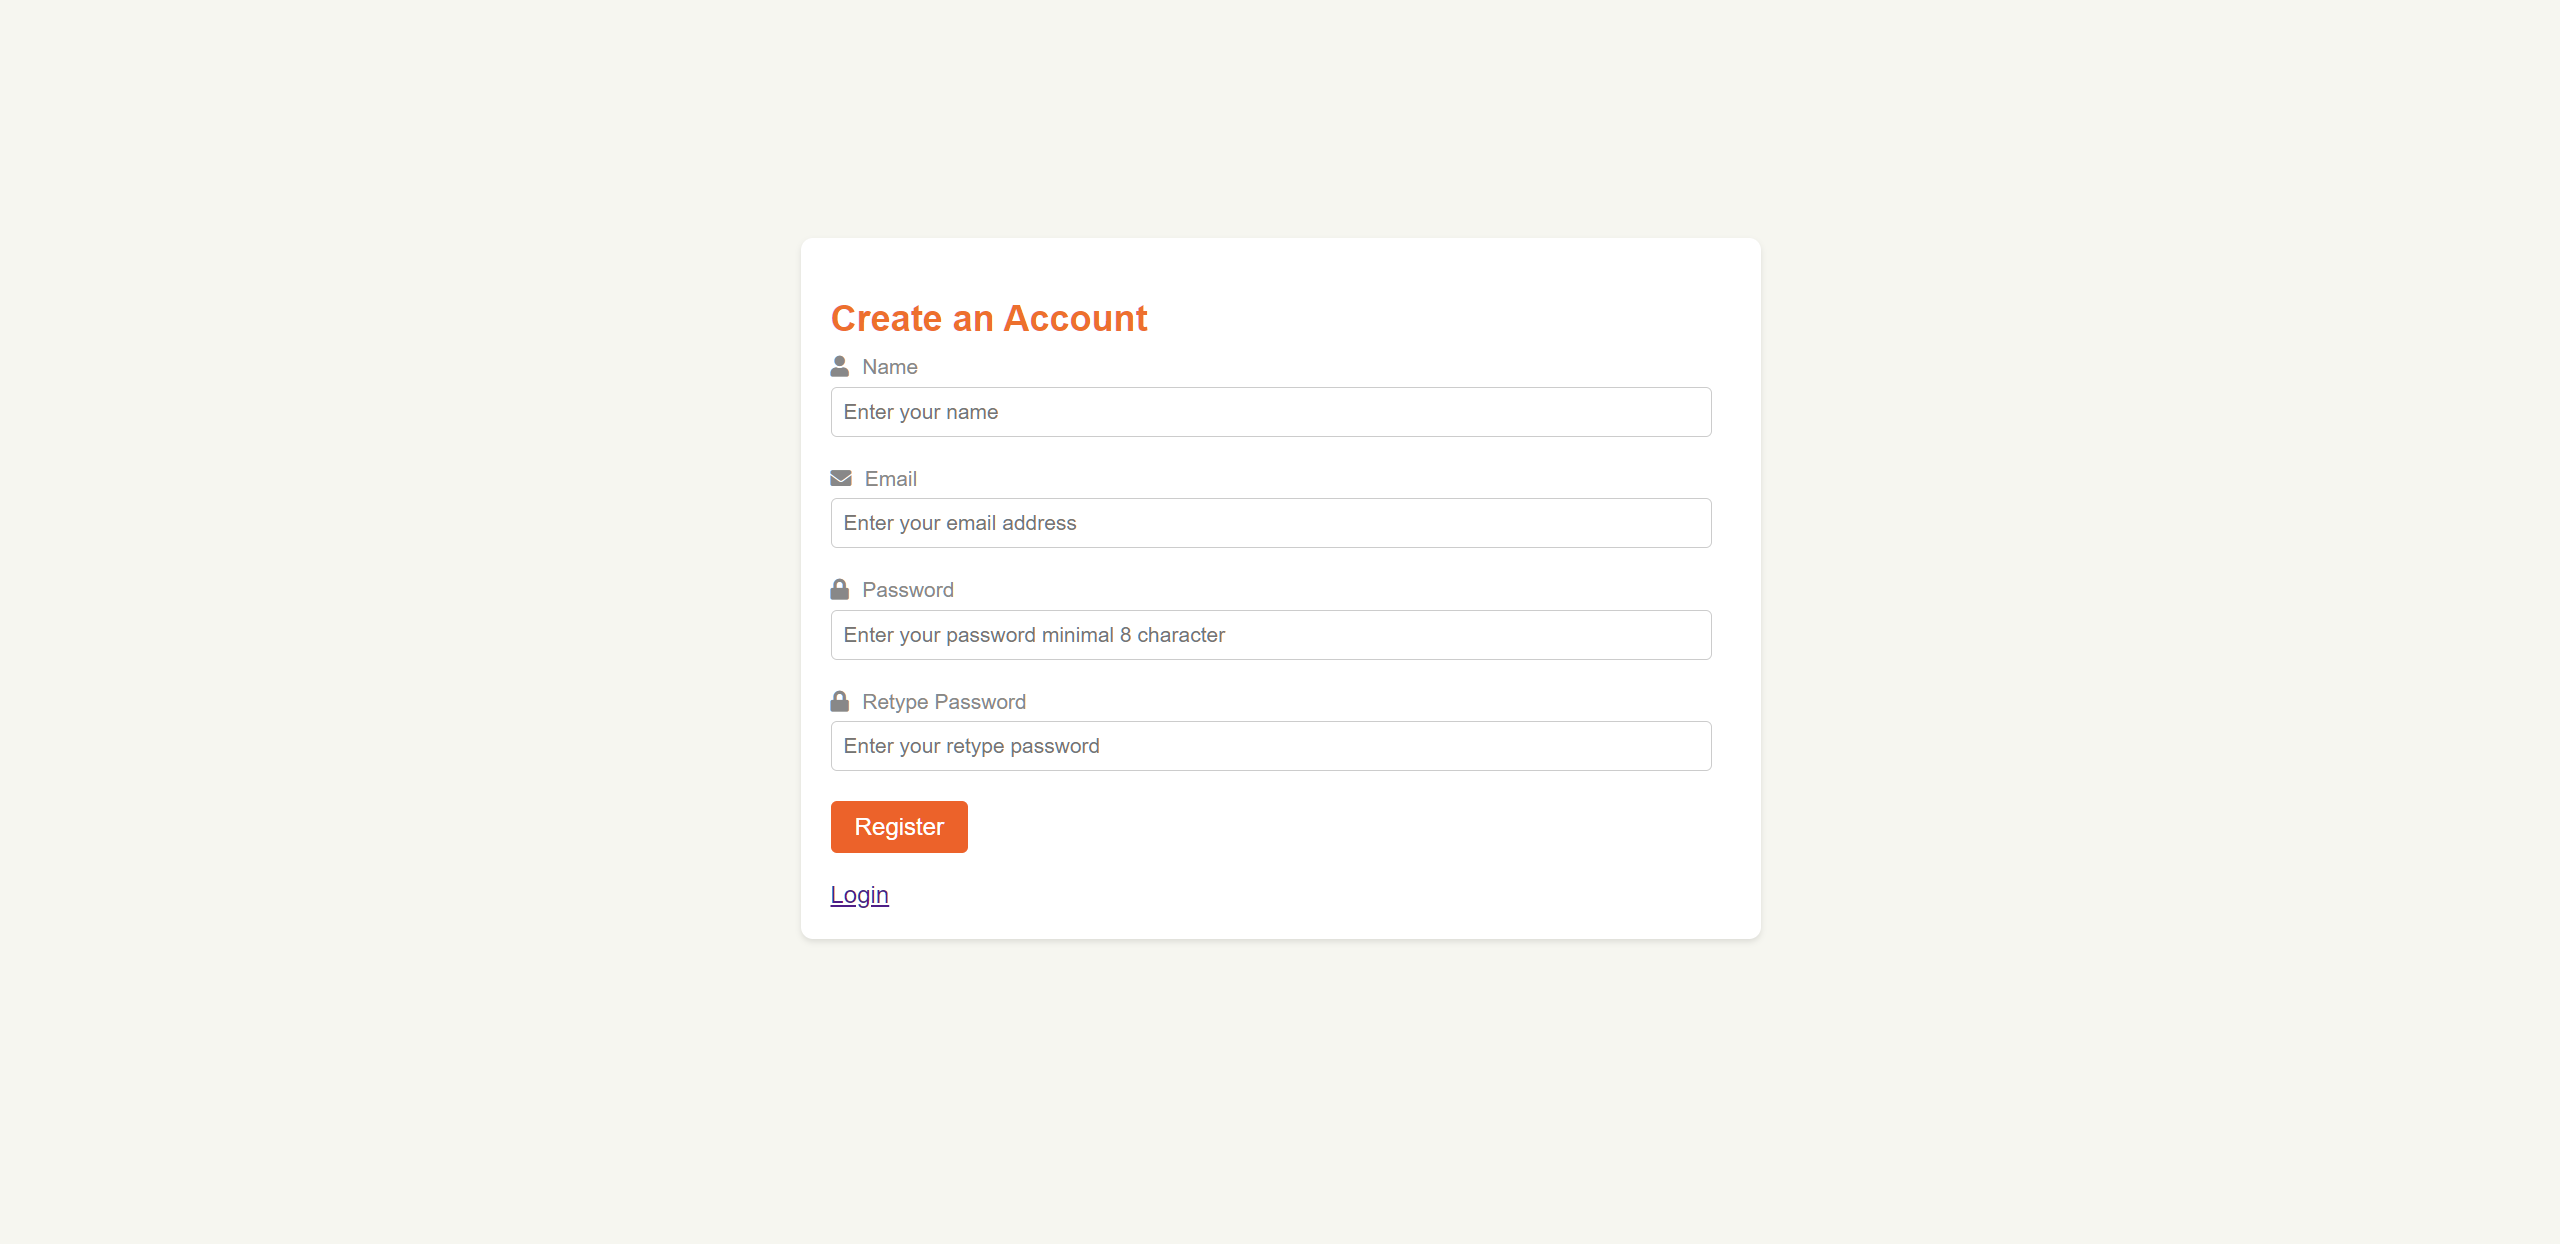 Create an Account
Name
Enter your name
Email
Enter your email address
Password
Enter your password minimal 8 character
Retype Password
Enter your retype password
Register
Login